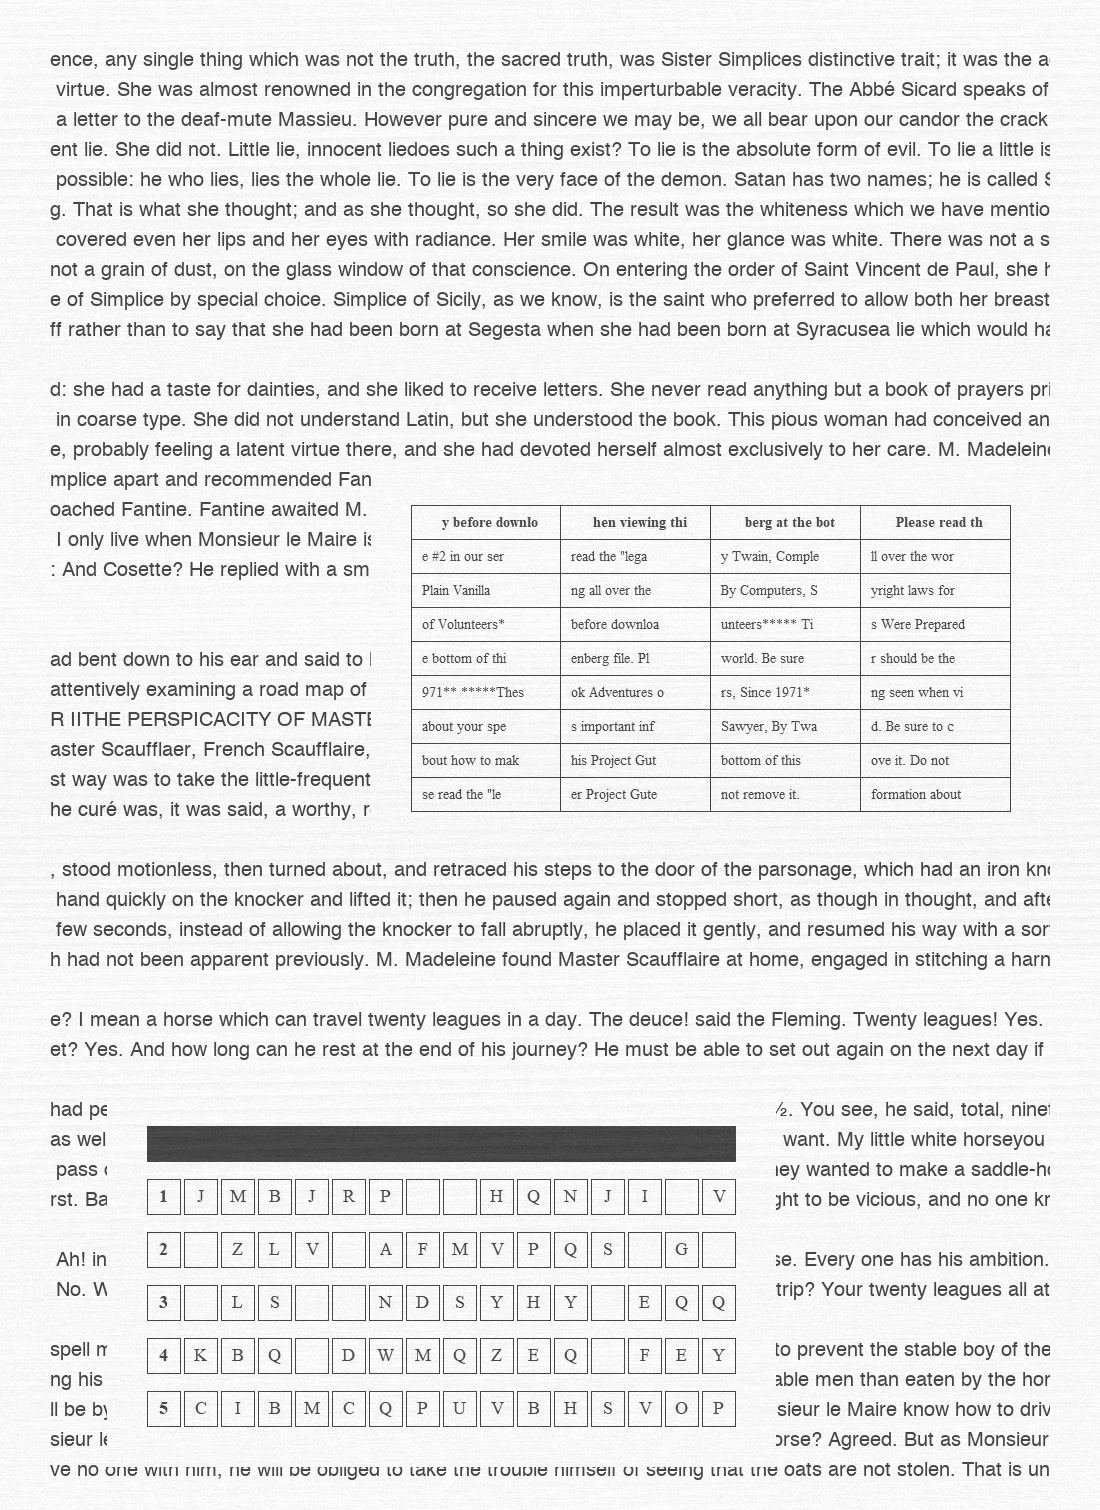 ence, any single thing which was not the truth, the sacred truth, was Sister Simplices distinctive trait; it was the a
virtue. She was almost renowned in the congregation for this imperturbable veracity. The Abbé Sicard speaks of
a letter to the deaf-mute Massieu. However pure and sincere we may be, we all bear upon our candor the crack
ent lie. She did not. Little lie, innocent liedoes such a thing exist? To lie is the absolute form of evil. To lie a little is
possible: he who lies, lies the whole lie. To lie is the very face of the demon. Satan has two names; he is called S
g. That is what she thought; and as she thought, so she did. The result was the whiteness which we have mentio
covered even her lips and her eyes with radiance. Her smile was white, her glance was white. There was not a s
not a grain of dust, on the glass window of that conscience. On entering the order of Saint Vincent de Paul, she h
e of Simplice by special choice. Simplice of Sicily, as we know, is the saint who preferred to allow both her breast
ff rather than to say that she had been born at Segesta when she had been born at Syracusea lie which would ha
d: she had a taste for dainties, and she liked to receive letters. She never read anything but a book of prayers pri
in coarse type. She did not understand Latin, but she understood the book. This pious woman had conceived an
e, probably feeling a latent virtue there, and she had devoted herself almost exclusively to her care. M. Madeleine
mplice apart and recommended Fan
oached Fantine. Fantine awaited M.
I only live when Monsieur le Maire is
: And Cosette? He replied with a sm
ad bent down to his ear and said to
attentively examining a road map of
R IITHE PERSPICACITY OF MASTE
aster Scaufflaer, French Scaufflaire,
st way was to take the little-frequent
he curé was, it was said, a worthy, r
y before downlo hen viewing thi berg at the bot Please read th
e #2 in our ser read the "lega y Twain, Comple ll over the wor
Plain Vanilla ng all over the By Computers, S yright laws for
of Volunteers* before downloa unteers***** Ti s Were Prepared
e bottom of thi enberg file. Pl world. Be sure r should be the
971** *****Thes ok Adventures o rs, Since 1971* ng seen when vi
about your spe s important inf Sawyer, By Twa d. Be sure to c
bout how to mak his Project Gut bottom of this ove it. Do not
se read the "le er Project Gute not remove it. formation about
, stood motionless, then turned about, and retraced his steps to the door of the parsonage, which had an iron kno
hand quickly on the knocker and lifted it; then he paused again and stopped short, as though in thought, and afte
few seconds, instead of allowing the knocker to fall abruptly, he placed it gently, and resumed his way with a sor
h had not been apparent previously. M. Madeleine found Master Scaufflaire at home, engaged in stitching a harn
e? I mean a horse which can travel twenty leagues in a day. The deuce! said the Fleming. Twenty leagues! Yes.
et? Yes. And how long can he rest at the end of his journey? He must be able to set out again on the next day if
had pe ½. You see, he said, total, ninet
as wel want. My little white horseyou
pass hey wanted to make a saddle-ho
rst. Ba ght to be vicious, and no one kn
Ah! in se. Every one has his ambition.
No. W trip? Your twenty leagues all at
spell m to prevent the stable boy of the
ng his able men than eaten by the hor
ll be by sieur le Maire know how to driv
sieur le orse? Agreed. But as Monsieur
1 J M B J R P H Q N J I V
2 Z L V A F M V P Q S G
3 L S N D S Y H Y E Q Q
4 K B Q D W M Q Z E Q F E Y
5 C I B M C Q P U V B H S V O P
ve no one with him, he will be obliged to take the trouble himself of seeing that the oats are not stolen. That is un